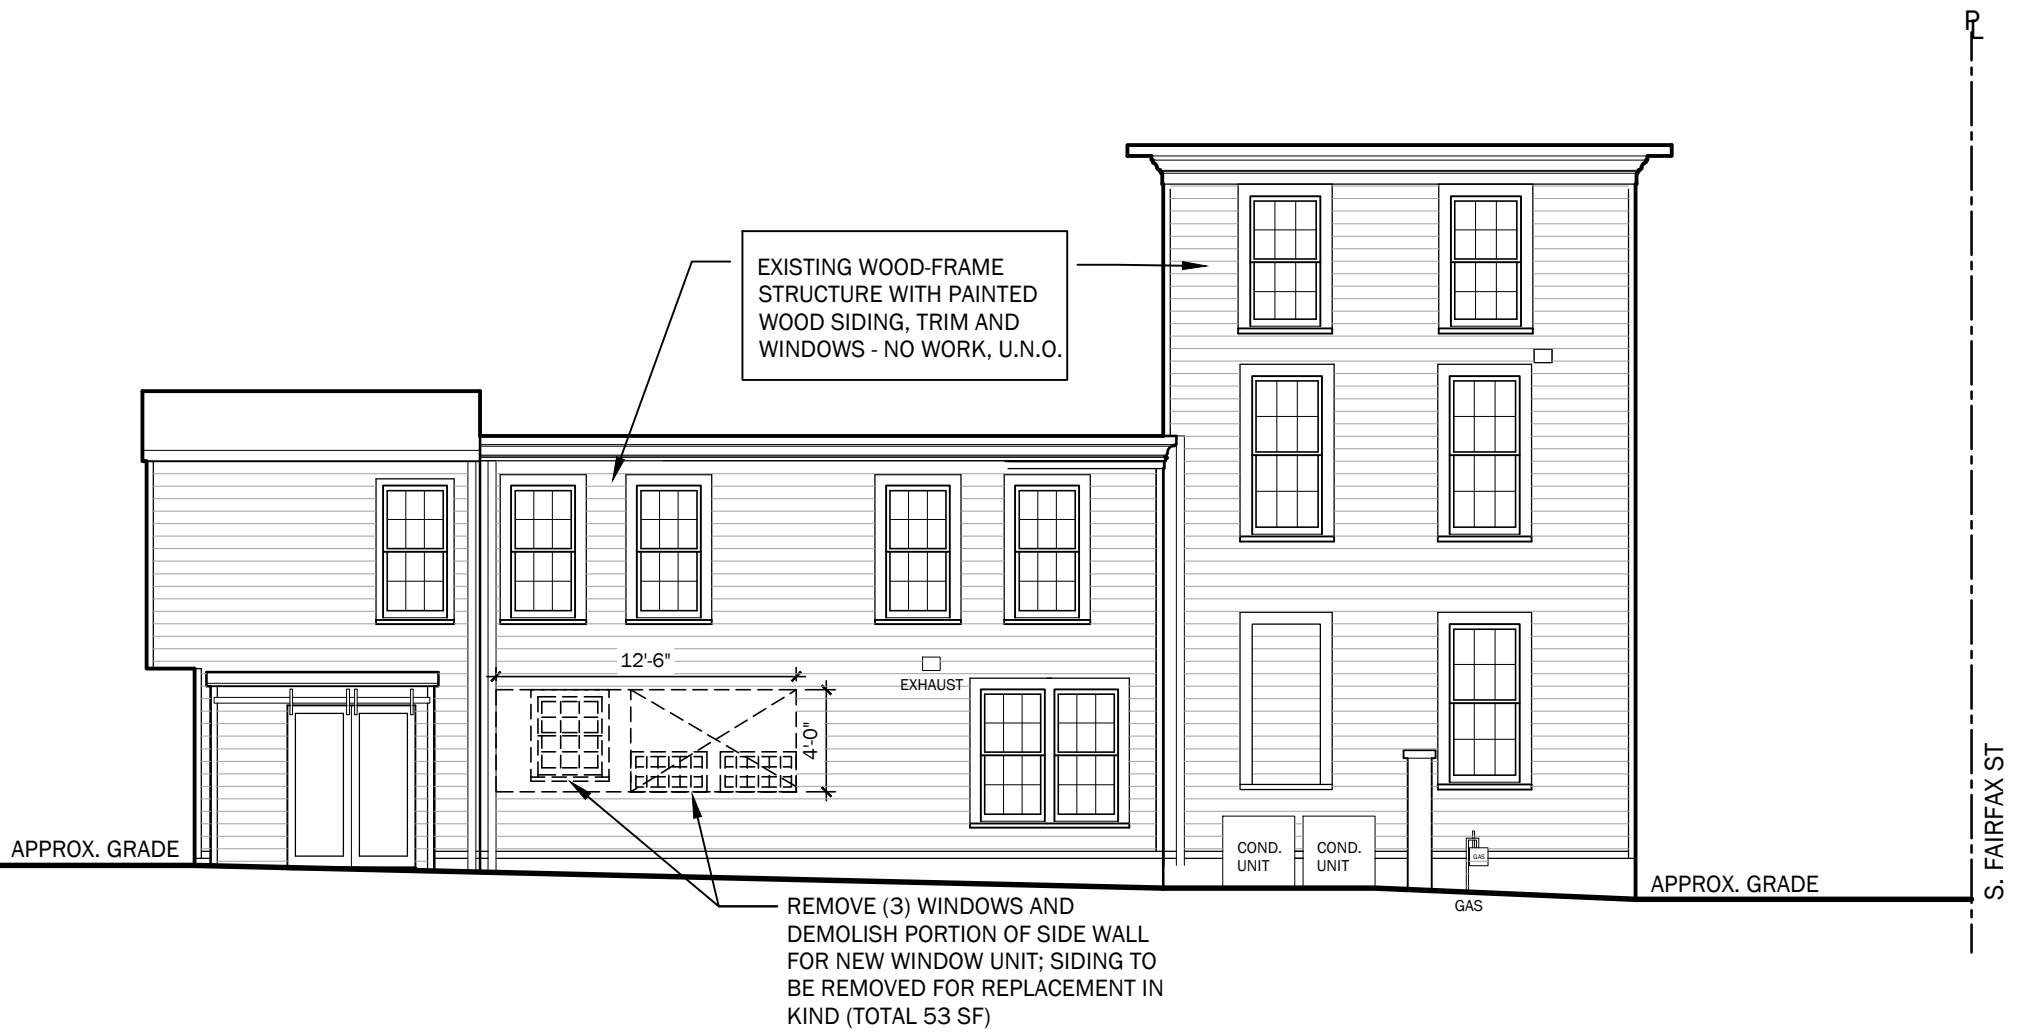 PL
EXISTING WOOD-FRAME
STRUCTURE WITH PAINTED
WOOD SIDING, TRIM AND
WINDOWS - NO WORK, U.N.O.
12'-6"
EXHAUST
4'-0"
APPROX. GRADE
COND.
UNIT
COND.
UNIT
GAS
GAS
APPROX. GRADE
S. FAIRFAX ST
REMOVE (3) WINDOWS AND
DEMOLISH PORTION OF SIDE WALL
FOR NEW WINDOW UNIT; SIDING TO
BE REMOVED FOR REPLACEMENT IN
KIND (TOTAL 53 SF)